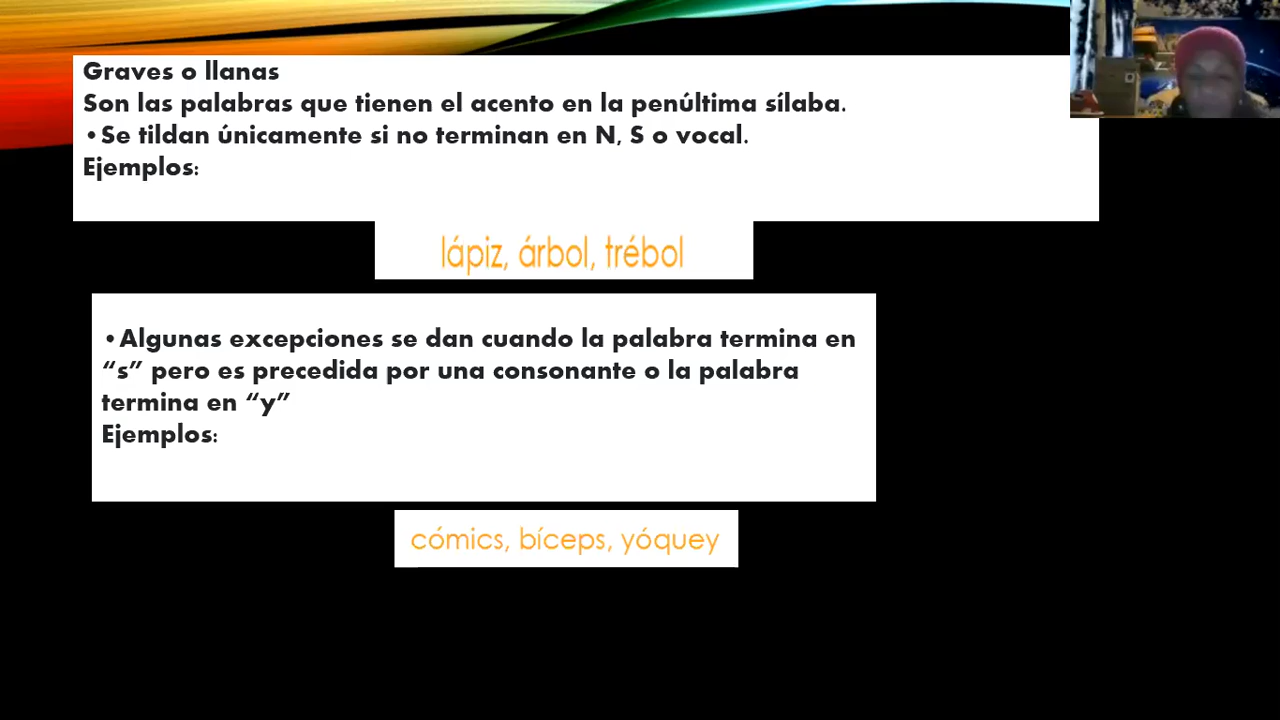 Graves o llanas
Son las palabras que tienen el acento en la penúltima sílaba.
•Se tildan únicamente si no terminan en N, S o vocal.
Ejemplos:
lápiz, árbol, trébol
•Algunas excepciones se dan cuando la palabra termina en
“s” pero es precedida por una consonante o la palabra
termina en “y”
Ejemplos:
cómics, bíceps, yóquey